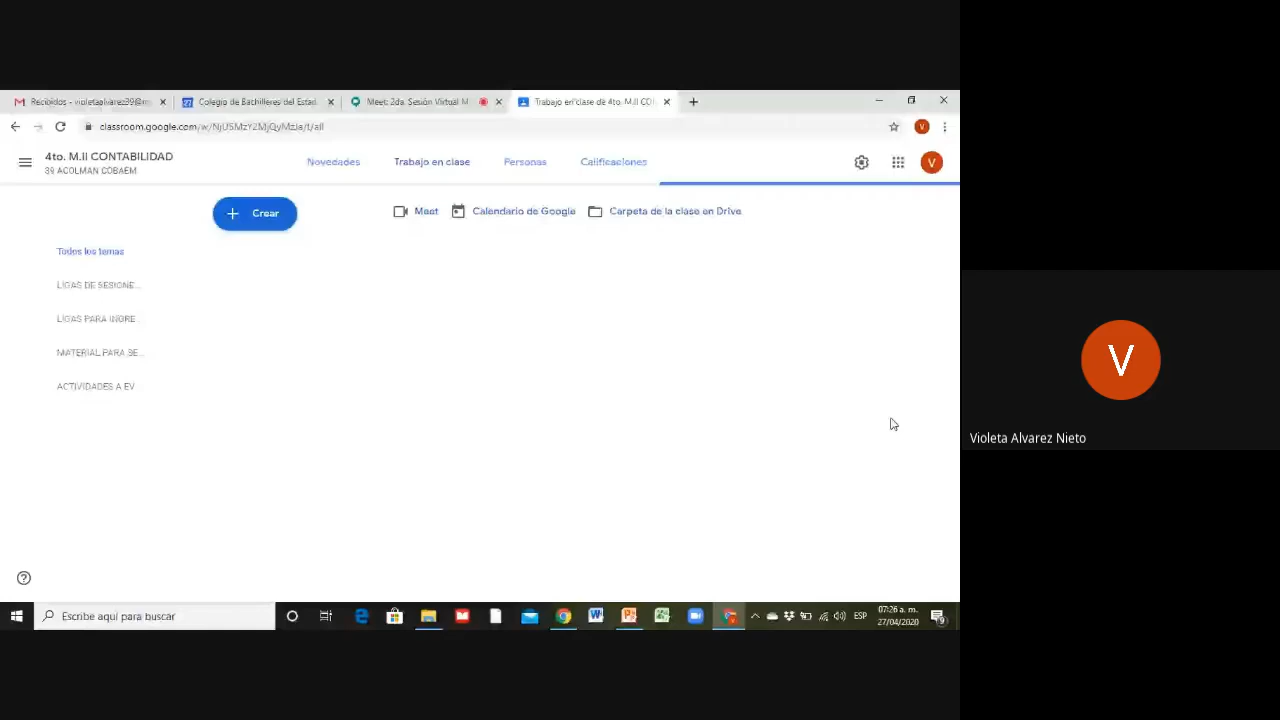 Recibidos - violetaalvarez39@m
Colegio de Bachilleres del Estad
Meet: 2da. Sesión Virtual M
Trabajo en clase de 4to. M.II CO
classroom.google.com/w/
4to. M.II CONTABILIDAD
39 ACOLMAN COBAEM
Novedades
Trabajo en clase
Personas
Calificaciones
V
Crear
Meet
Calendario de Google
Carpeta de la clase en Drive
Todos los temas
LIGAS DE SESIONE...
LIGAS PARA INGRE...
MATERIAL PARA SE...
ACTIVIDADES A EV
V
Violeta Alvarez Nieto
Escribe aquí para buscar
ESP
07:26 a. m.
27/04/2020